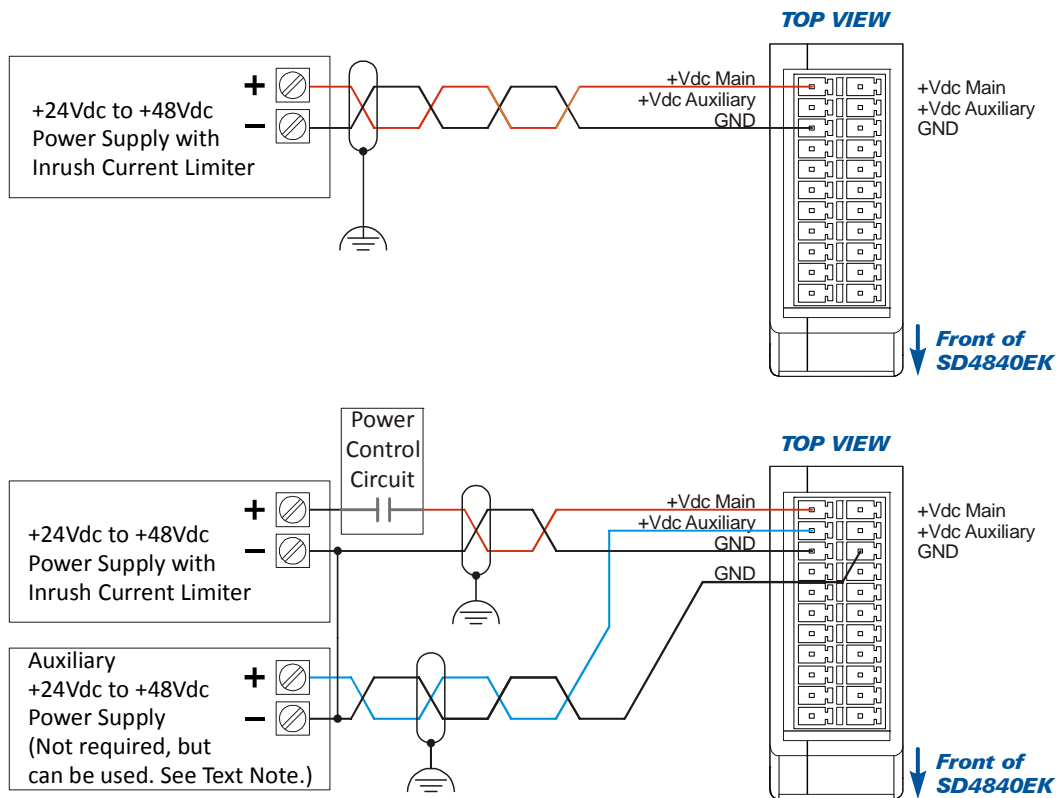 TOP VIEW
+
+24Vdc to +48Vdc
–
Power Supply with
Inrush Current Limiter
+Vdc Main
+Vdc Auxiliary
GND
+Vdc Main
+Vdc Auxiliary
GND
Front of
SD4840EK
Power
Control
Circuit
TOP VIEW
+
+24Vdc to +48Vdc
–
Power Supply with
Inrush Current Limiter
+Vdc Main
+Vdc Auxiliary
GND
GND
+Vdc Main
+Vdc Auxiliary
GND
Auxiliary
+
+24Vdc to +48Vdc
–
Power Supply
(Not required, but
can be used. See Text Note.)
Front of
SD4840EK